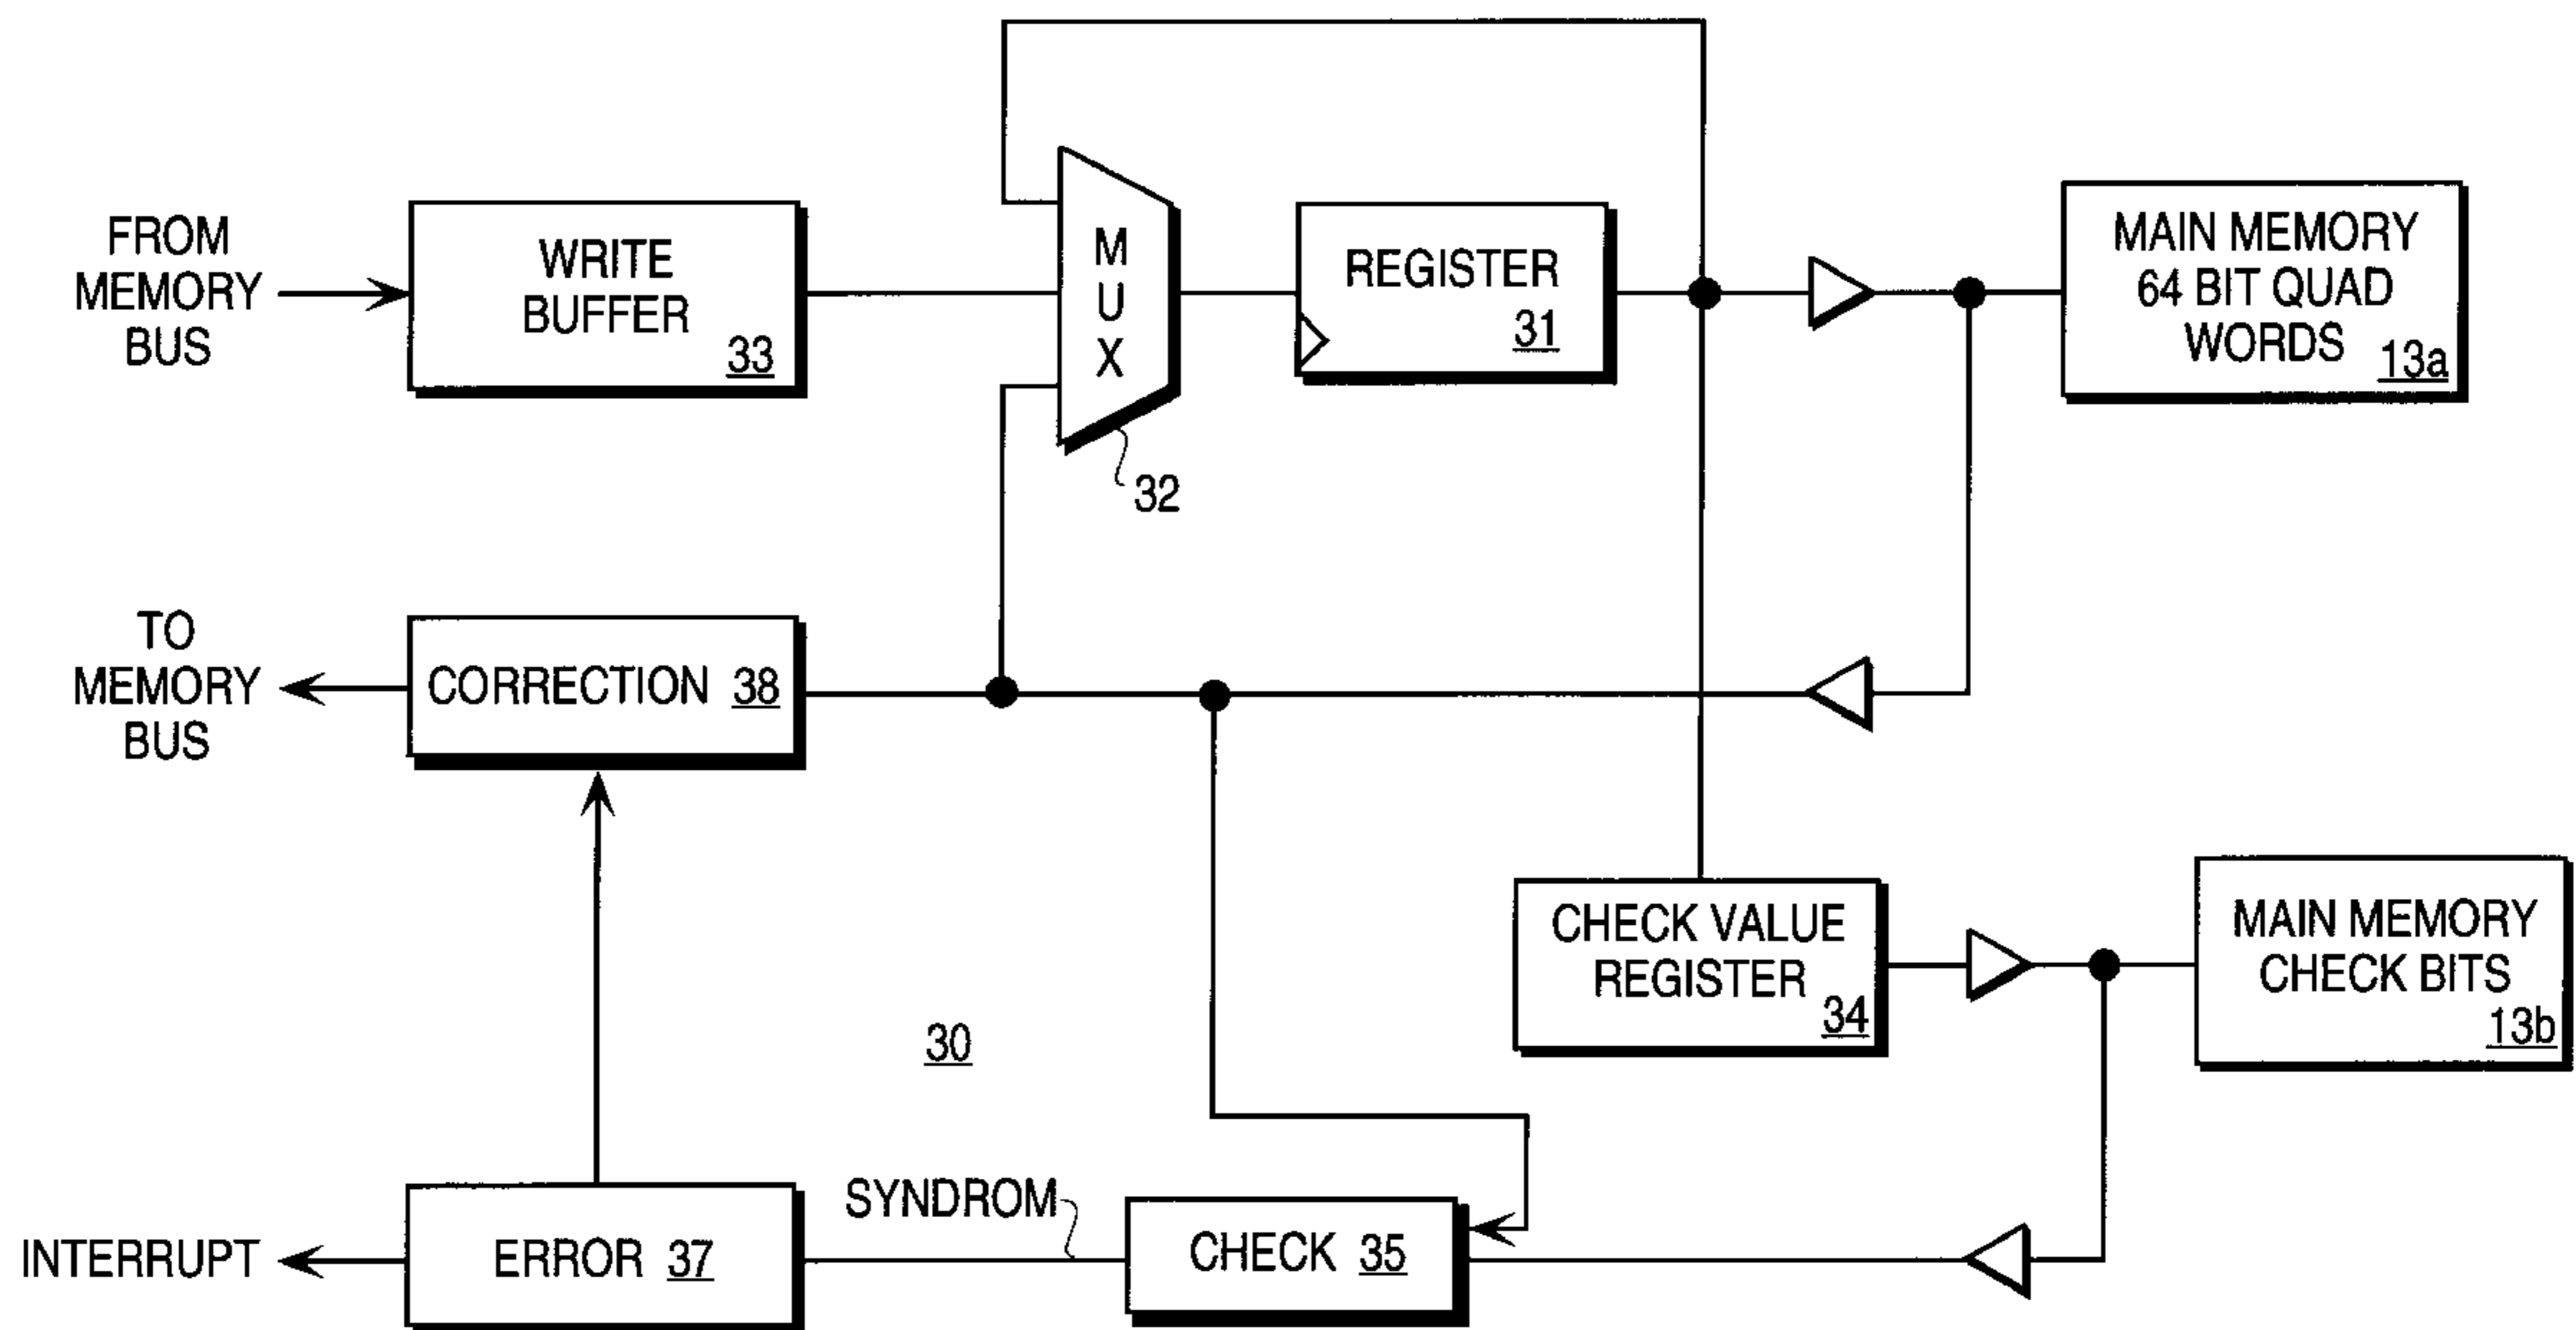 FROM
MEMORY
BUS
WRITE
BUFFER
33
M
U
X
32
REGISTER
31
MAIN MEMORY
64 BIT QUAD
WORDS
13a
TO
MEMORY
BUS
CORRECTION 38
CHECK VALUE
REGISTER
34
MAIN MEMORY
CHECK BITS
13b
30
INTERRUPT
ERROR 37
SYNDROM
CHECK 35